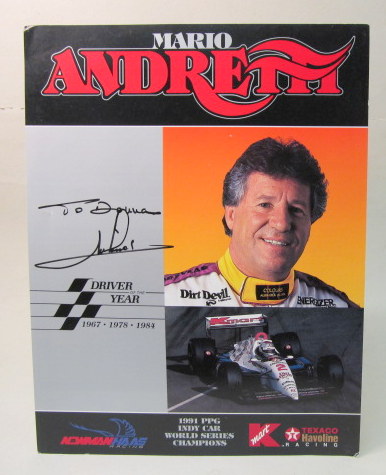 MARIO
ANDRETTI
To Donna
DRIVER
OF THE
YEAR
1967 • 1978 • 1984
Dirt Devil
ENERGIZER
Kmart
NEWMAN HAAS
RACING
1991 PPG
INDY CAR
WORLD SERIES
CHAMPIONS
K mart
TEXACO
Havoline
RACING